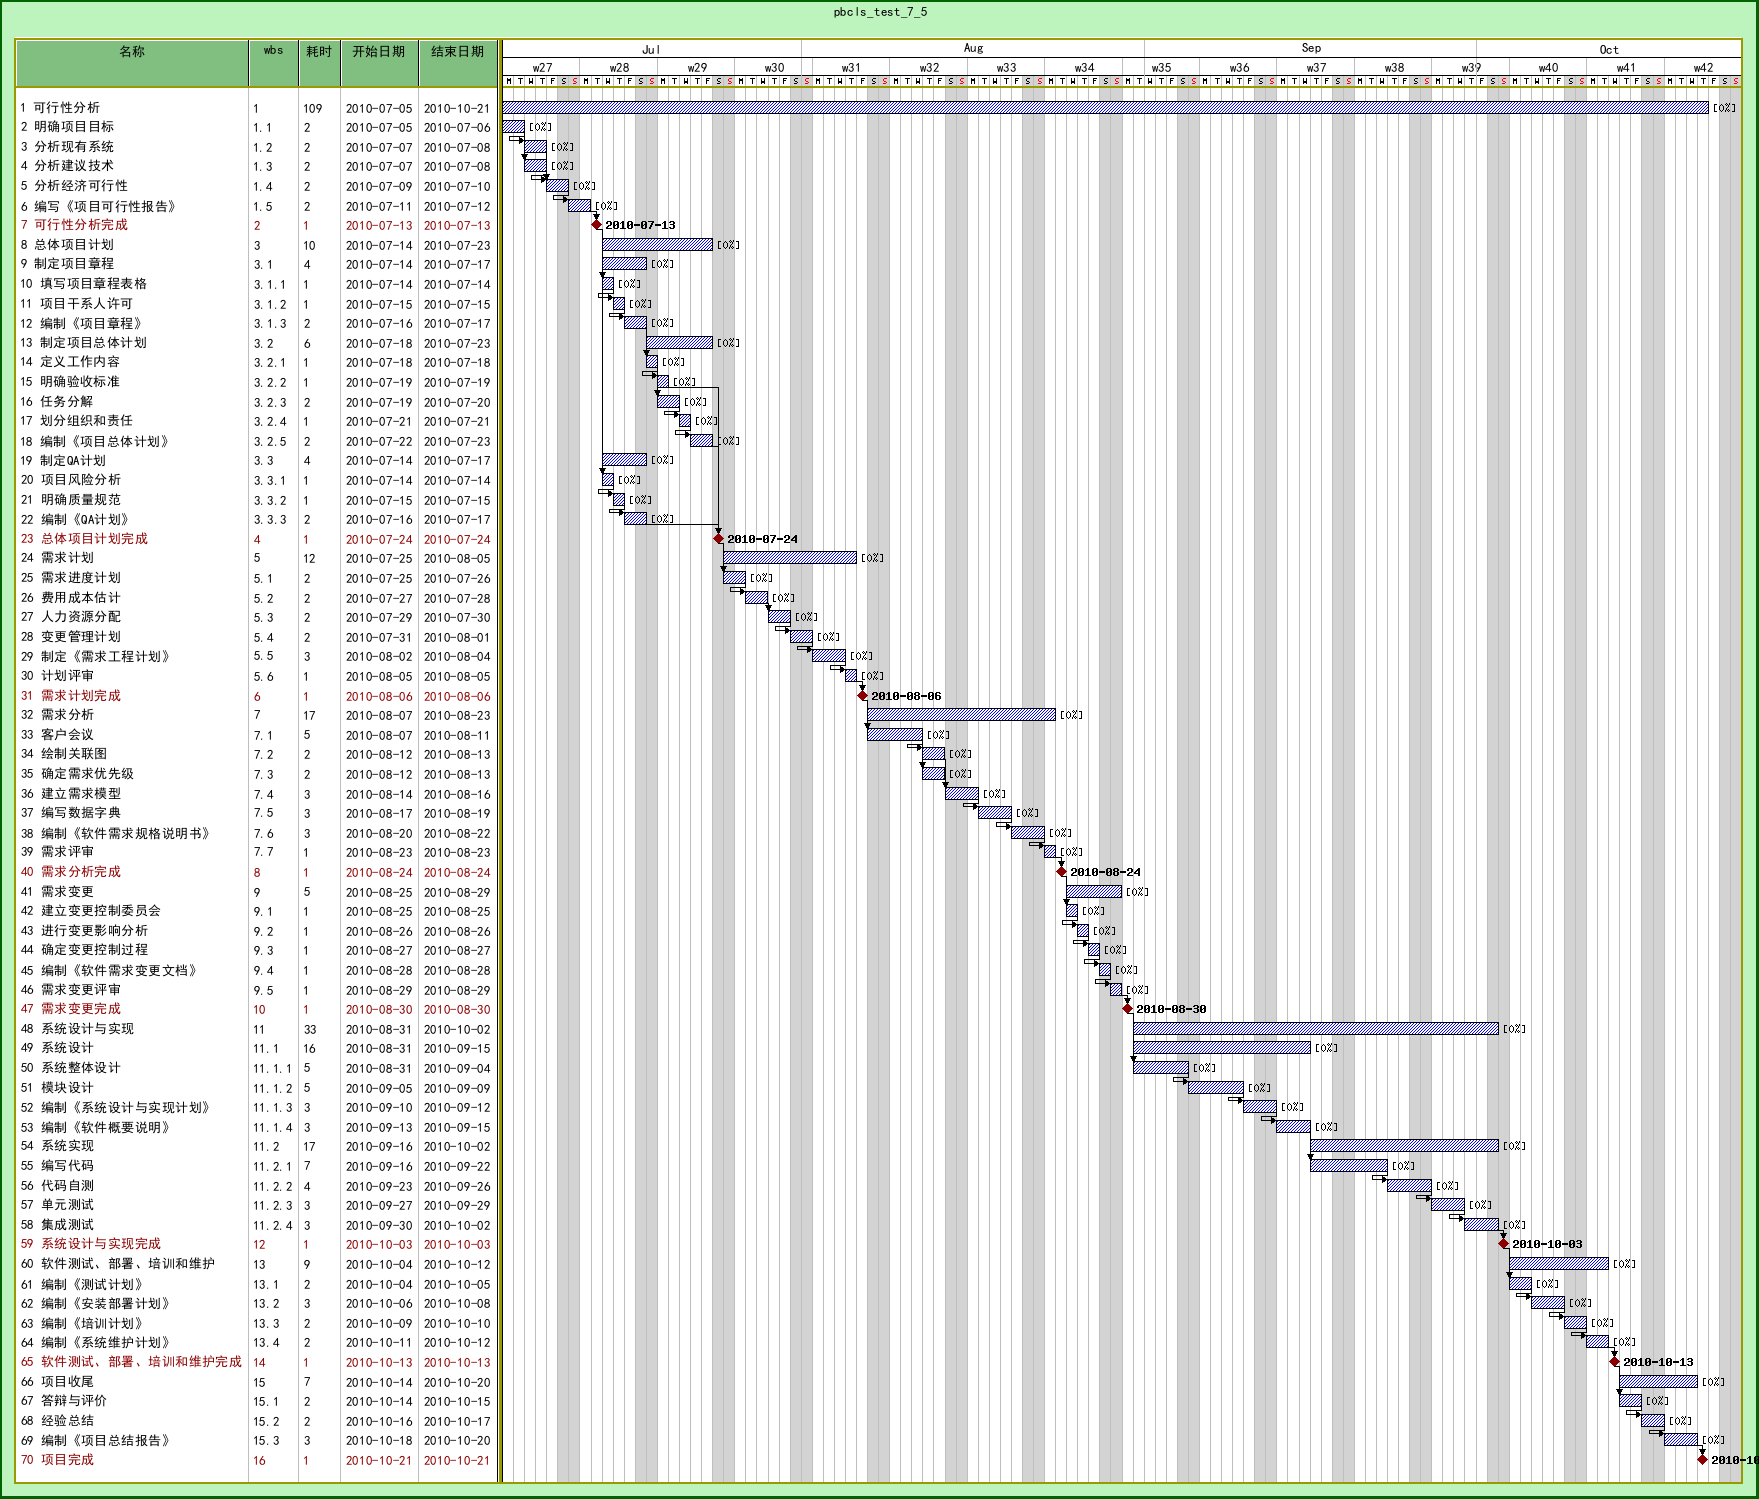 pbcls_test_7_5
名称 wbs 耗时 开始日期 结束日期 Jul Aug Sep Oct
w27 w28 w29 w30 w31 w32 w33 w34 w35 w36 w37 w38 w39 w40 w41 w42
M T W T F S S M T W T F S S M T W T F S S M T W T F S S M T W T F S S M T W T F S S M T W T F S S M T W T F S S M T W T F S S M T W T F S S M T W T F S S M T W T F S S M T W T F S S M T W T F S S M T W T F S S M T W T F S S
1 可行性分析 1 109 2010-07-05 2010-10-21 [0%]
2 明确项目目标 1.1 2 2010-07-05 2010-07-06 [0%]
3 分析现有系统 1.2 2 2010-07-07 2010-07-08 [0%]
4 分析建议技术 1.3 2 2010-07-07 2010-07-08 [0%]
5 分析经济可行性 1.4 2 2010-07-09 2010-07-10 [0%]
6 编写《项目可行性报告》 1.5 2 2010-07-11 2010-07-12 [0%]
7 可行性分析完成 2 1 2010-07-13 2010-07-13 2010-07-13
8 总体项目计划 3 10 2010-07-14 2010-07-23 [0%]
9 制定项目章程 3.1 4 2010-07-14 2010-07-17 [0%]
10 填写项目章程表格 3.1.1 1 2010-07-14 2010-07-14 [0%]
11 项目干系人许可 3.1.2 1 2010-07-15 2010-07-15 [0%]
12 编制《项目章程》 3.1.3 2 2010-07-16 2010-07-17 [0%]
13 制定项目总体计划 3.2 6 2010-07-18 2010-07-23 [0%]
14 定义工作内容 3.2.1 1 2010-07-18 2010-07-18 [0%]
15 明确验收标准 3.2.2 1 2010-07-19 2010-07-19 [0%]
16 任务分解 3.2.3 2 2010-07-19 2010-07-20 [0%]
17 划分组织和责任 3.2.4 1 2010-07-21 2010-07-21 [0%]
18 编制《项目总体计划》 3.2.5 2 2010-07-22 2010-07-23 [0%]
19 制定QA计划 3.3 4 2010-07-14 2010-07-17 [0%]
20 项目风险分析 3.3.1 1 2010-07-14 2010-07-14 [0%]
21 明确质量规范 3.3.2 1 2010-07-15 2010-07-15 [0%]
22 编制《QA计划》 3.3.3 2 2010-07-16 2010-07-17 [0%]
23 总体项目计划完成 4 1 2010-07-24 2010-07-24 2010-07-24
24 需求计划 5 12 2010-07-25 2010-08-05 [0%]
25 需求进度计划 5.1 2 2010-07-25 2010-07-26 [0%]
26 费用成本估计 5.2 2 2010-07-27 2010-07-28 [0%]
27 人力资源分配 5.3 2 2010-07-29 2010-07-30 [0%]
28 变更管理计划 5.4 2 2010-07-31 2010-08-01 [0%]
29 制定《需求工程计划》 5.5 3 2010-08-02 2010-08-04 [0%]
30 计划评审 5.6 1 2010-08-05 2010-08-05 [0%]
31 需求计划完成 6 1 2010-08-06 2010-08-06 2010-08-06
32 需求分析 7 17 2010-08-07 2010-08-23 [0%]
33 客户会议 7.1 5 2010-08-07 2010-08-11 [0%]
34 绘制关联图 7.2 2 2010-08-12 2010-08-13 [0%]
35 确定需求优先级 7.3 2 2010-08-12 2010-08-13 [0%]
36 建立需求模型 7.4 3 2010-08-14 2010-08-16 [0%]
37 编写数据字典 7.5 3 2010-08-17 2010-08-19 [0%]
38 编制《软件需求规格说明书》 7.6 3 2010-08-20 2010-08-22 [0%]
39 需求评审 7.7 1 2010-08-23 2010-08-23 [0%]
40 需求分析完成 8 1 2010-08-24 2010-08-24 2010-08-24
41 需求变更 9 5 2010-08-25 2010-08-29 [0%]
42 建立变更控制委员会 9.1 1 2010-08-25 2010-08-25 [0%]
43 进行变更影响分析 9.2 1 2010-08-26 2010-08-26 [0%]
44 确定变更控制过程 9.3 1 2010-08-27 2010-08-27 [0%]
45 编制《软件需求变更文档》 9.4 1 2010-08-28 2010-08-28 [0%]
46 需求变更评审 9.5 1 2010-08-29 2010-08-29 [0%]
47 需求变更完成 10 1 2010-08-30 2010-08-30 2010-08-30
48 系统设计与实现 11 33 2010-08-31 2010-10-02 [0%]
49 系统设计 11.1 16 2010-08-31 2010-09-15 [0%]
50 系统整体设计 11.1.1 5 2010-08-31 2010-09-04 [0%]
51 模块设计 11.1.2 5 2010-09-05 2010-09-09 [0%]
52 编制《系统设计与实现计划》 11.1.3 3 2010-09-10 2010-09-12 [0%]
53 编制《软件概要说明》 11.1.4 3 2010-09-13 2010-09-15 [0%]
54 系统实现 11.2 17 2010-09-16 2010-10-02 [0%]
55 编写代码 11.2.1 7 2010-09-16 2010-09-22 [0%]
56 代码自测 11.2.2 4 2010-09-23 2010-09-26 [0%]
57 单元测试 11.2.3 3 2010-09-27 2010-09-29 [0%]
58 集成测试 11.2.4 3 2010-09-30 2010-10-02 [0%]
59 系统设计与实现完成 12 1 2010-10-03 2010-10-03 2010-10-03
60 软件测试、部署、培训和维护 13 9 2010-10-04 2010-10-12 [0%]
61 编制《测试计划》 13.1 2 2010-10-04 2010-10-05 [0%]
62 编制《安装部署计划》 13.2 3 2010-10-06 2010-10-08 [0%]
63 编制《培训计划》 13.3 2 2010-10-09 2010-10-10 [0%]
64 编制《系统维护计划》 13.4 2 2010-10-11 2010-10-12 [0%]
65 软件测试、部署、培训和维护完成 14 1 2010-10-13 2010-10-13 2010-10-13
66 项目收尾 15 7 2010-10-14 2010-10-20 [0%]
67 答辩与评价 15.1 2 2010-10-14 2010-10-15 [0%]
68 经验总结 15.2 2 2010-10-16 2010-10-17 [0%]
69 编制《项目总结报告》 15.3 3 2010-10-18 2010-10-20 [0%]
70 项目完成 16 1 2010-10-21 2010-10-21 2010-10